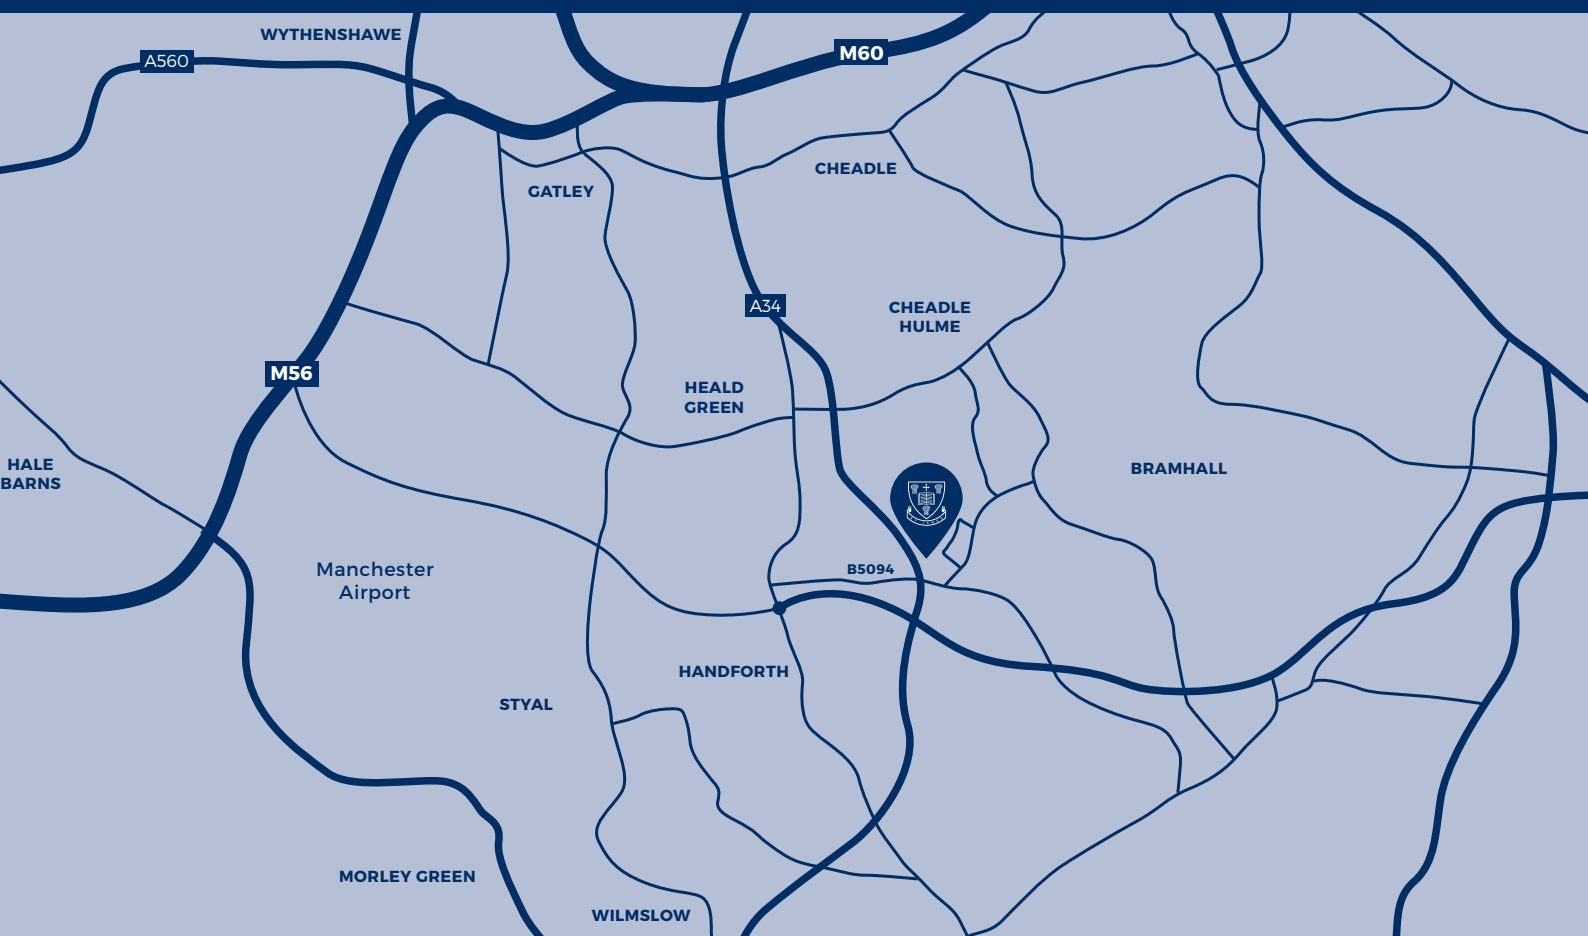 WYTHENSHAWE
A560
M60
CHEADLE
GATLEY
A34
CHEADLE
HULME
M56
HEALD
GREEN
HALE
BARNS
BRAMHALL
Manchester
Airport
B5094
HANDFORTH
STYAL
MORLEY GREEN
WILMSLOW